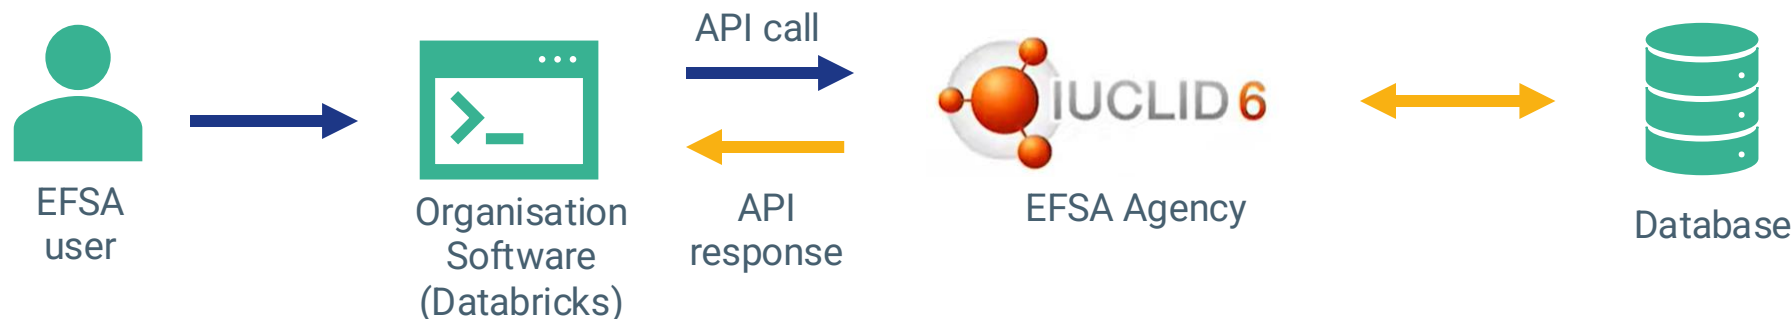 EFSA
user
Organisation
Software
(Databricks)
API call
API
response
IUCLID 6
EFSA Agency
Database